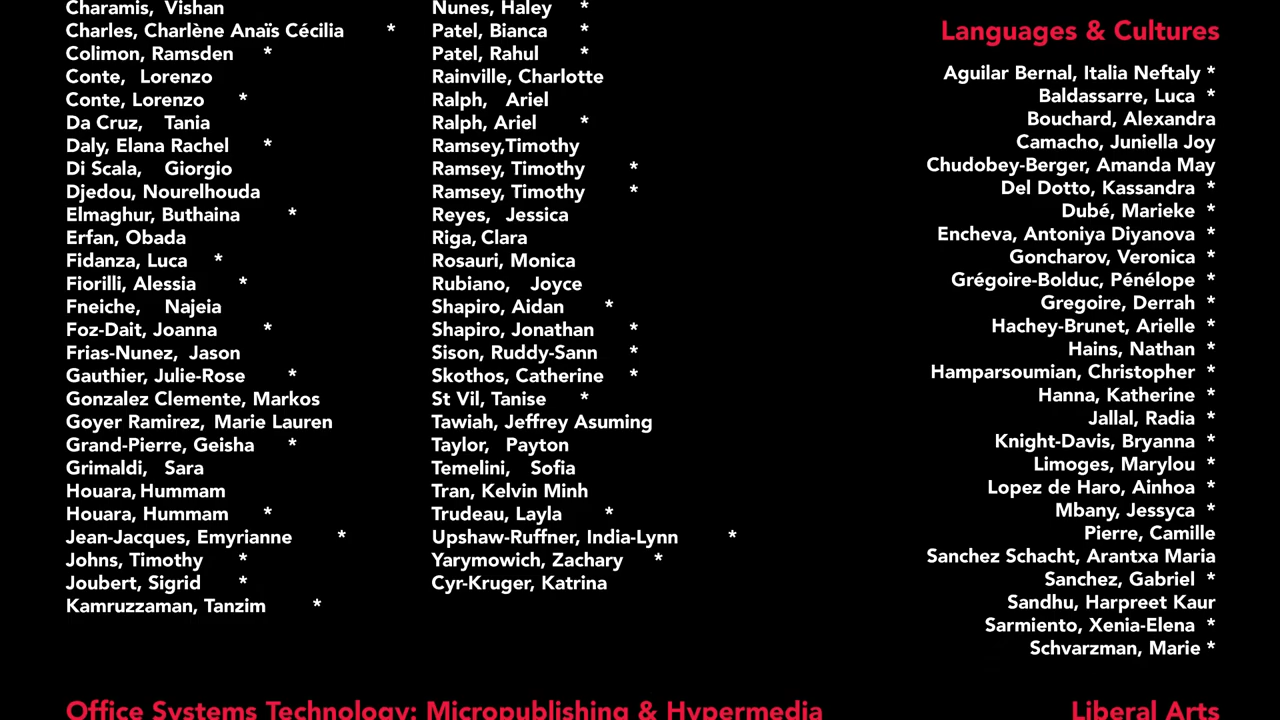 Charamis, Vishan
Charles, Charlène Anaïs Cécilia *
Colimon, Ramsden *
Conte, Lorenzo
Conte, Lorenzo *
Da Cruz, Tania
Daly, Elana Rachel *
Di Scala, Giorgio
Djedou, Nourelhouda
Elmaghur, Buthaina *
Erfan, Obada
Fidanza, Luca *
Fiorilli, Alessia *
Fneiche, Najeia
Foz-Dait, Joanna *
Frias-Nunez, Jason
Gauthier, Julie-Rose *
Gonzalez Clemente, Markos
Goyer Ramirez, Marie Lauren
Grand-Pierre, Geisha *
Grimaldi, Sara
Houara, Hummam
Houara, Hummam *
Jean-Jacques, Emyrianne *
Johns, Timothy *
Joubert, Sigrid *
Kamruzzaman, Tanzim *
Nunes, Haley *
Patel, Bianca *
Patel, Rahul *
Rainville, Charlotte
Ralph, Ariel
Ralph, Ariel *
Ramsey,Timothy
Ramsey, Timothy *
Ramsey, Timothy *
Reyes, Jessica
Riga, Clara
Rosauri, Monica
Rubiano, Joyce
Shapiro, Aidan *
Shapiro, Jonathan *
Sison, Ruddy-Sann *
Skothos, Catherine *
St Vil, Tanise *
Tawiah, Jeffrey Asuming
Taylor, Payton
Temelini, Sofia
Tran, Kelvin Minh
Trudeau, Layla *
Upshaw-Ruffner, India-Lynn *
Yarymowich, Zachary *
Cyr-Kruger, Katrina
Languages & Cultures
Aguilar Bernal, Italia Neftaly *
Baldassarre, Luca *
Bouchard, Alexandra
Camacho, Juniella Joy
Chudobey-Berger, Amanda May
Del Dotto, Kassandra *
Dubé, Marieke *
Encheva, Antoniya Diyanova *
Goncharov, Veronica *
Grégoire-Bolduc, Pénélope *
Gregoire, Derrah *
Hachey-Brunet, Arielle *
Hains, Nathan *
Hamparsoumian, Christopher *
Hanna, Katherine *
Jallal, Radia *
Knight-Davis, Bryanna *
Limoges, Marylou *
Lopez de Haro, Ainhoa *
Mbany, Jessyca *
Pierre, Camille
Sanchez Schacht, Arantxa Maria
Sanchez, Gabriel *
Sandhu, Harpreet Kaur
Sarmiento, Xenia-Elena *
Schvarzman, Marie *
Office Systems Technology: Micropublishing & Hypermedia
Liberal Arts